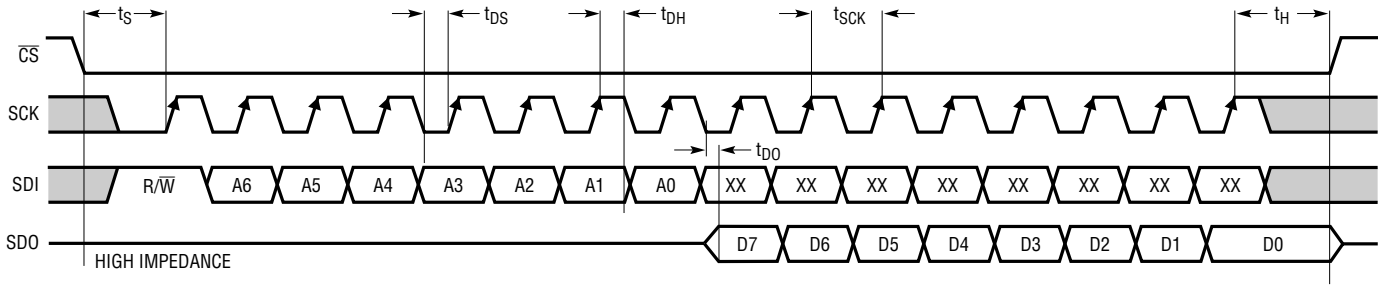 tS tDS tDH tSCK tH
CS
SCK
tDO
SDI R/W A6 A5 A4 A3 A2 A1 A0 XX XX XX XX XX XX XX XX
SDO D7 D6 D5 D4 D3 D2 D1 D0
HIGH IMPEDANCE